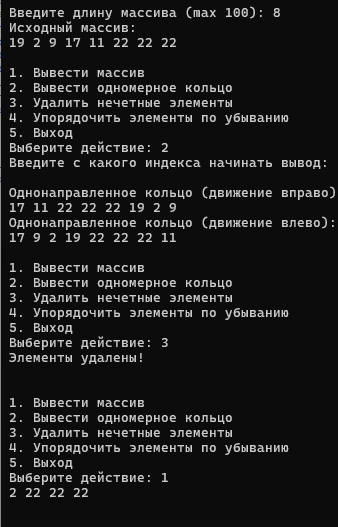 Введите длину массива (max 100): 8
Исходный массив:
19 2 9 17 11 22 22 22
1. Вывести массив
2. Вывести одномерное кольцо
3. Удалить нечетные элементы
4. Упорядочить элементы по убыванию
5. Выход
Выберите действие: 2
Введите с какого индекса начинать вывод:
Однонаправленное кольцо (движение вправо)
17 11 22 22 22 19 2 9
Однонаправленное кольцо (движение влево):
17 9 2 19 22 22 22 11
1. Вывести массив
2. Вывести одномерное кольцо
3. Удалить нечетные элементы
4. Упорядочить элементы по убыванию
5. Выход
Выберите действие: 3
Элементы удалены!
1. Вывести массив
2. Вывести одномерное кольцо
3. Удалить нечетные элементы
4. Упорядочить элементы по убыванию
5. Выход
Выберите действие: 1
2 22 22 22